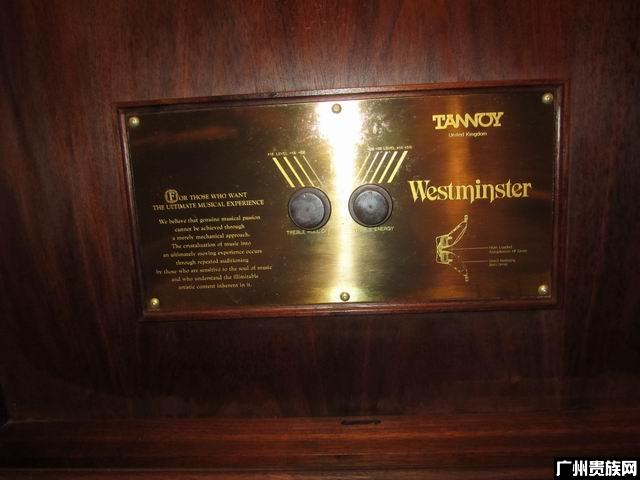 TANNOY
United Kingdom
FOR THOSE WHO WANT
THE ULTIMATE MUSICAL EXPERIENCE
We believe that genuine musical passion
cannot be achieved through
a merely mechanical approach.
The crystalization of music into
an ultimately moving experience occurs
through repeated auditioning
by those who are sensitive to the soul of music
and who understand the illimitable
artistic content inherent in it.
LEVEL
LEVEL
TREBLE
ENERGY
Westminster
广州贵族网